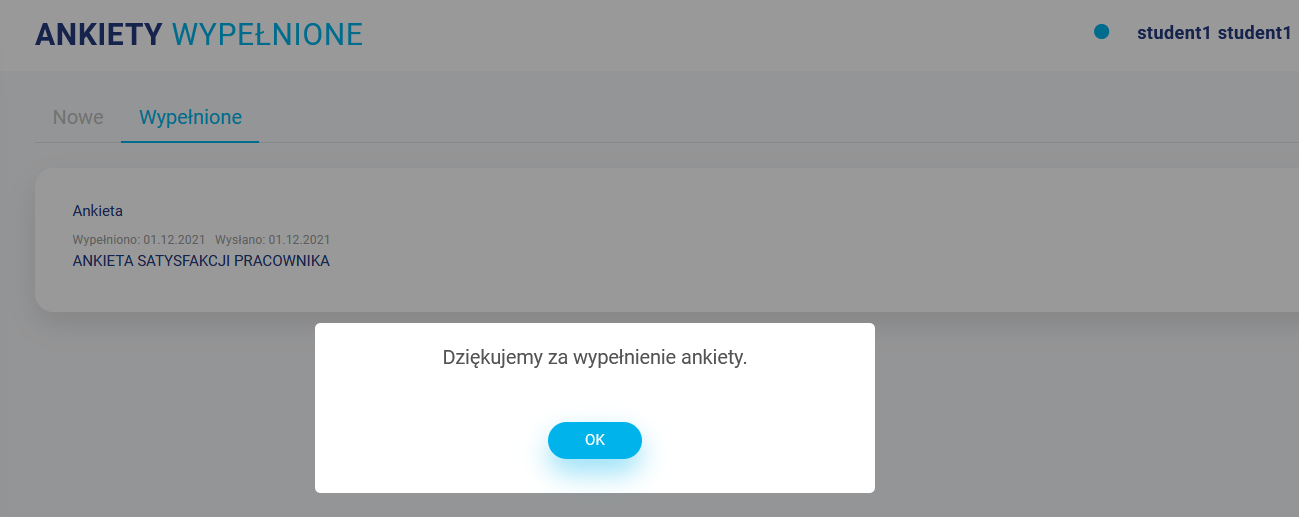 ANKIETY WYPEŁNIONE
student1 student1
Nowe
Wypełnione
Ankieta
Wypełniono: 01.12.2021 Wysłano: 01.12.2021
ANKIETA SATYSFAKCJI PRACOWNIKA
Dziękujemy za wypełnienie ankiety.
OK